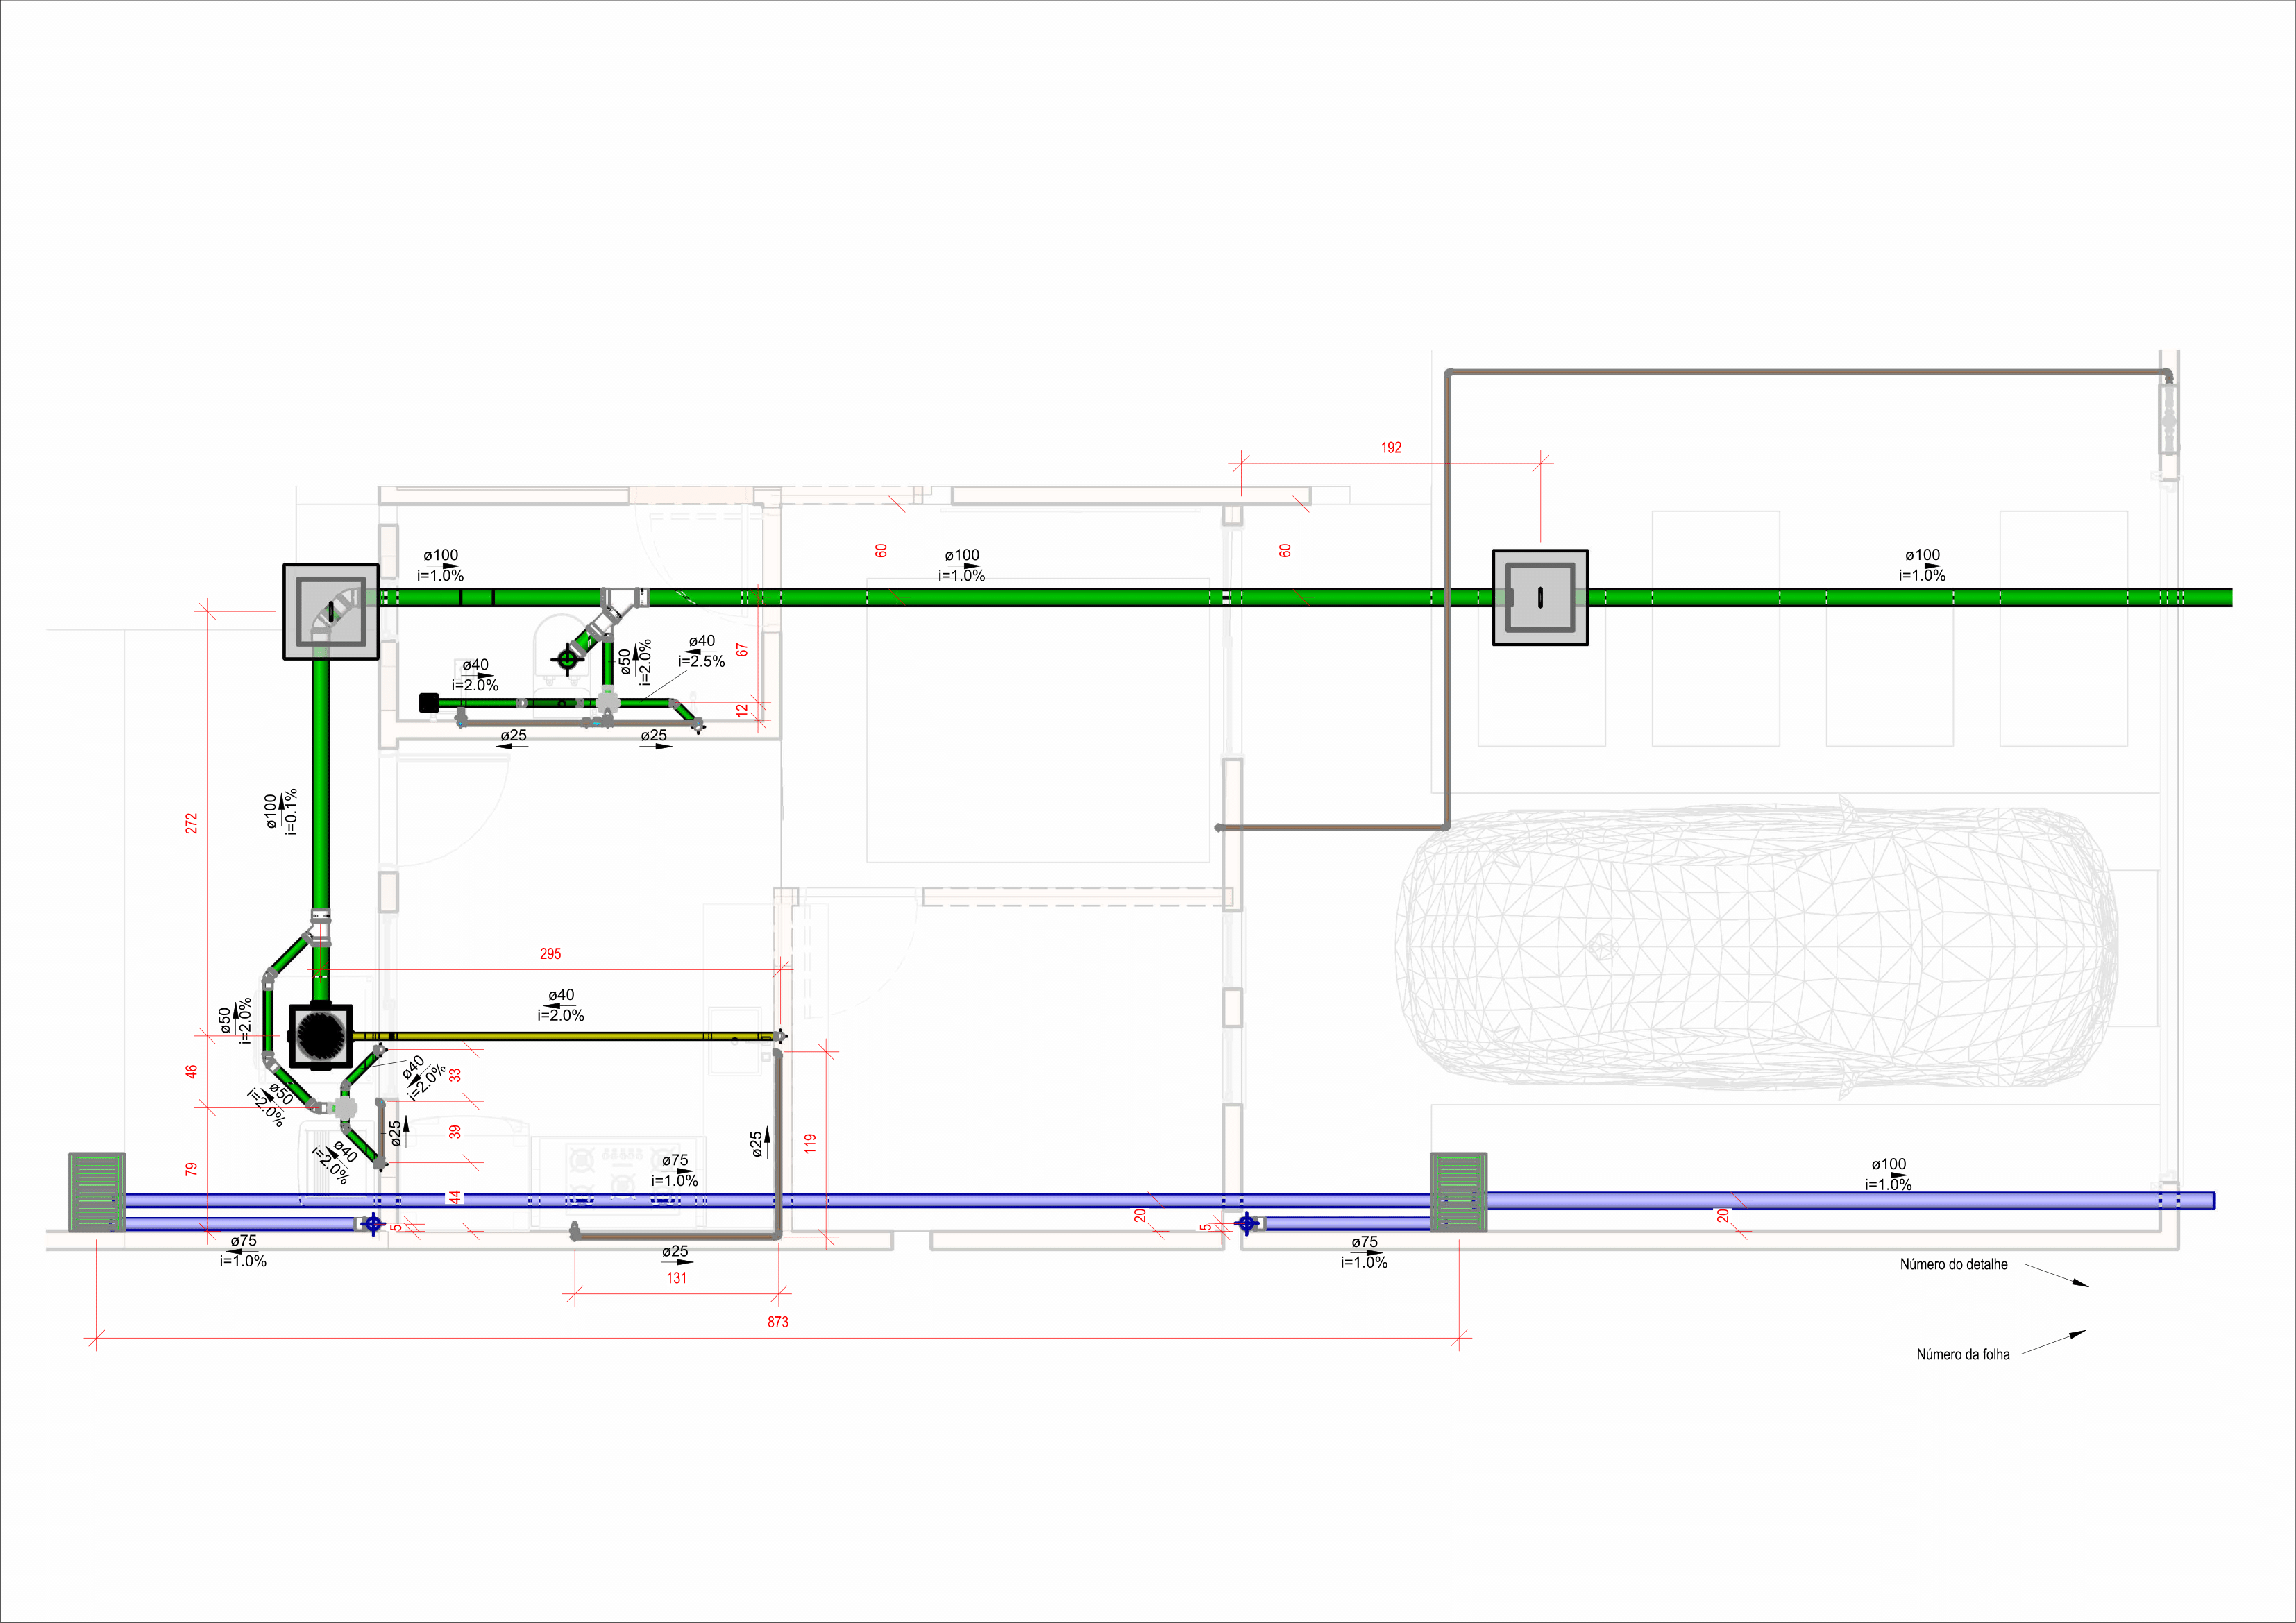 192
60
60
ø100
i=1.0%
ø100
i=1.0%
ø100
i=1.0%
ø40
i=2.0%
ø50
i=2.0%
ø40
i=2.5%
67
12
ø25
ø25
272
ø100
i=0.1%
295
ø40
i=2.0%
ø50
i=2.0%
46
ø50
i=2.0%
ø40
i=2.0%
33
39
ø25
ø40
i=2.0%
44
79
ø25
119
ø75
i=1.0%
ø100
i=1.0%
5
20
5
20
ø75
i=1.0%
ø25
131
ø75
i=1.0%
873
Número do detalhe
Número da folha